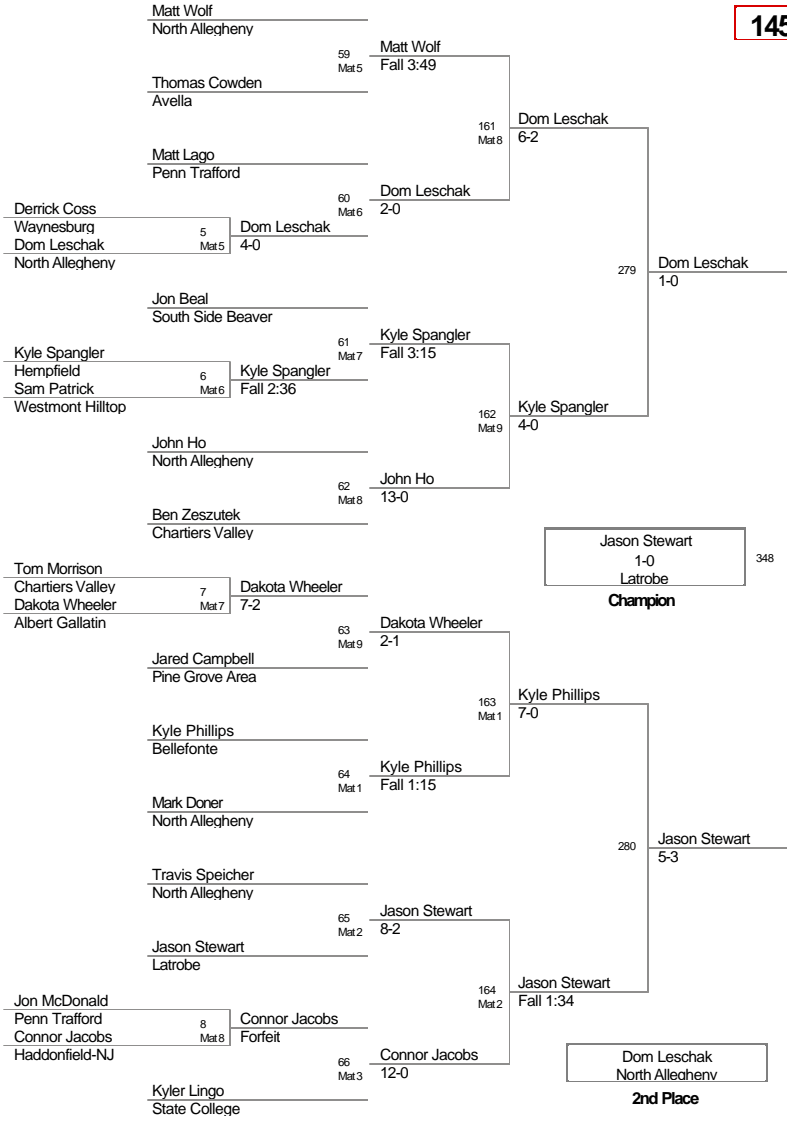 Matt Wolf
North Allegheny
145
59
Mat 5
Matt Wolf
Fall 3:49
Thomas Cowden
Avella
161
Mat 8
Dom Leschak
6-2
Matt Lago
Penn Trafford
60
Mat 6
Dom Leschak
2-0
Derrick Coss
Waynesburg
Dom Leschak
North Allegheny
5
Mat 5
Dom Leschak
4-0
279
Dom Leschak
1-0
Jon Beal
South Side Beaver
61
Mat 7
Kyle Spangler
Fall 3:15
Kyle Spangler
Hempfield
Sam Patrick
Westmont Hilltop
6
Mat 6
Kyle Spangler
Fall 2:36
162
Mat 9
Kyle Spangler
4-0
John Ho
North Allegheny
62
Mat 8
John Ho
13-0
Ben Zeszutek
Chartiers Valley
Jason Stewart
1-0
Latrobe
348
Champion
Tom Morrison
Chartiers Valley
Dakota Wheeler
Albert Gallatin
7
Mat 7
Dakota Wheeler
7-2
63
Mat 9
Dakota Wheeler
2-1
Jared Campbell
Pine Grove Area
163
Mat 1
Kyle Phillips
7-0
Kyle Phillips
Bellefonte
64
Mat 1
Kyle Phillips
Fall 1:15
Mark Doner
North Allegheny
280
Jason Stewart
5-3
Travis Speicher
North Allegheny
65
Mat 2
Jason Stewart
8-2
Jason Stewart
Latrobe
164
Mat 2
Jason Stewart
Fall 1:34
Jon McDonald
Penn Trafford
Connor Jacobs
Haddonfield-NJ
8
Mat 8
Connor Jacobs
Forfeit
66
Mat 3
Connor Jacobs
12-0
Kyler Lingo
State College
Dom Leschak
North Allegheny
2nd Place